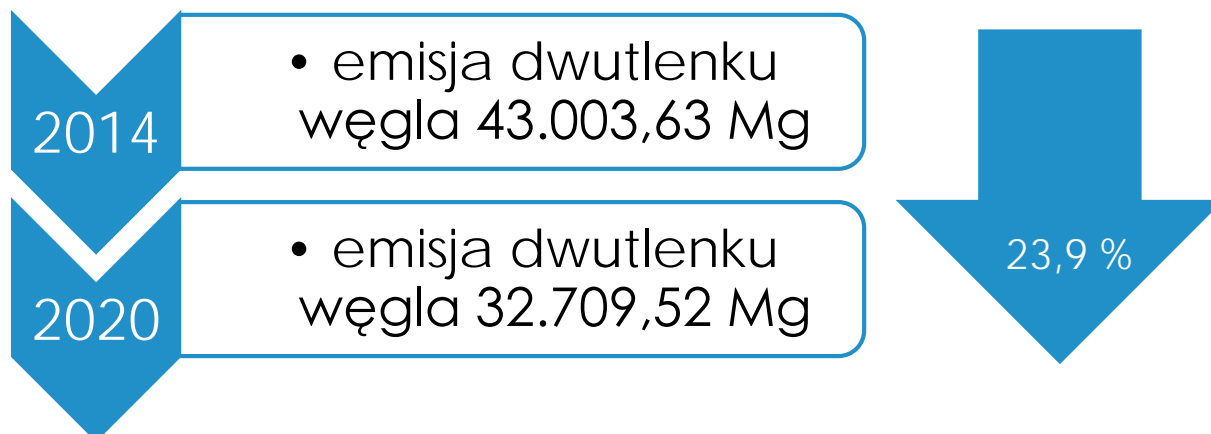 2014
• emisja dwutlenku
węgla 43.003,63 Mg
2020
• emisja dwutlenku
węgla 32.709,52 Mg
23,9 %